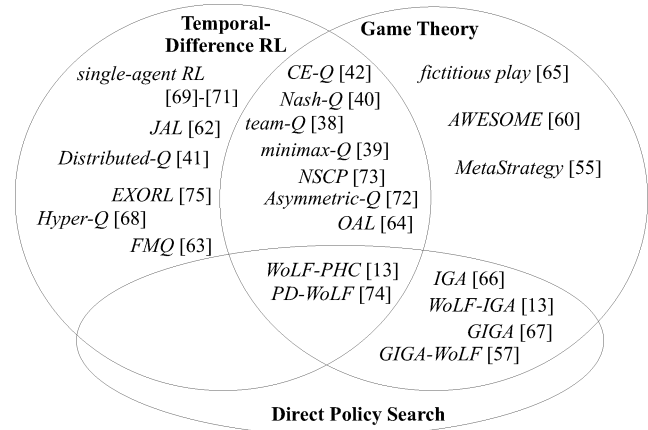 Temporal-
Difference RL
Game Theory
single-agent RL
[69]-[71]
JAL [62]
Distributed-Q [41]
EXORL [75]
Hyper-Q [68]
FMQ [63]
CE-Q [42]
Nash-Q [40]
team-Q [38]
minimax-Q [39]
NSCP [73]
Asymmetric-Q [72]
OAL [64]
fictitious play [65]
AWESOME [60]
MetaStrategy [55]
WoLF-PHC [13]
PD-WoLF [74]
IGA [66]
WoLF-IGA [13]
GIGA [67]
GIGA-WoLF [57]
Direct Policy Search